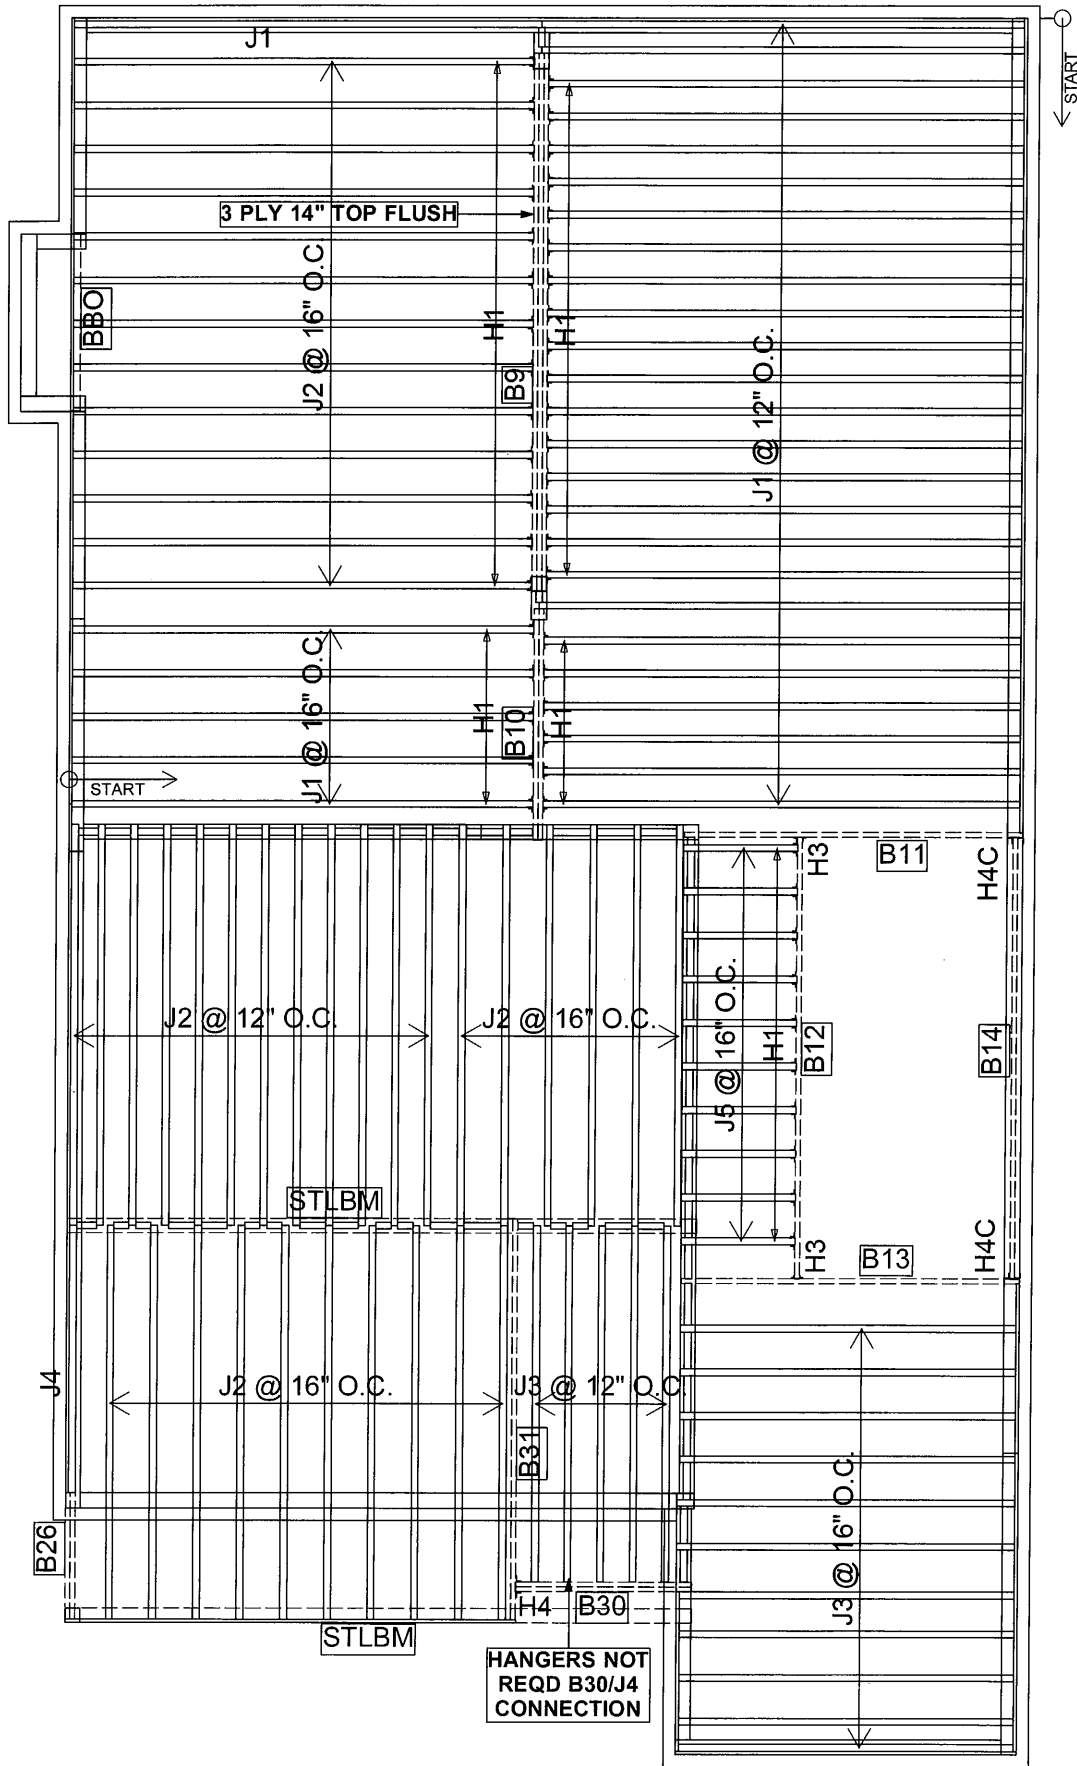 J1
START
3 PLY 14" TOP FLUSH
BBO
J2 @ 16" O.C.
H1
H1
B9
J1 @ 12" O.C.
J1 @ 16" O.C.
H1
B10
H1
START
H3
B11
H4C
J2 @ 12" O.C.
J2 @ 16" O.C.
J5 @ 16" O.C.
H1
B12
B14
STLBM
H3
B13
H4C
J4
J2 @ 16" O.C.
J3 @ 12" O.C.
B31
B26
J3 @ 16" O.C.
H4
B30
STLBM
HANGERS NOT
REQD B30/J4
CONNECTION